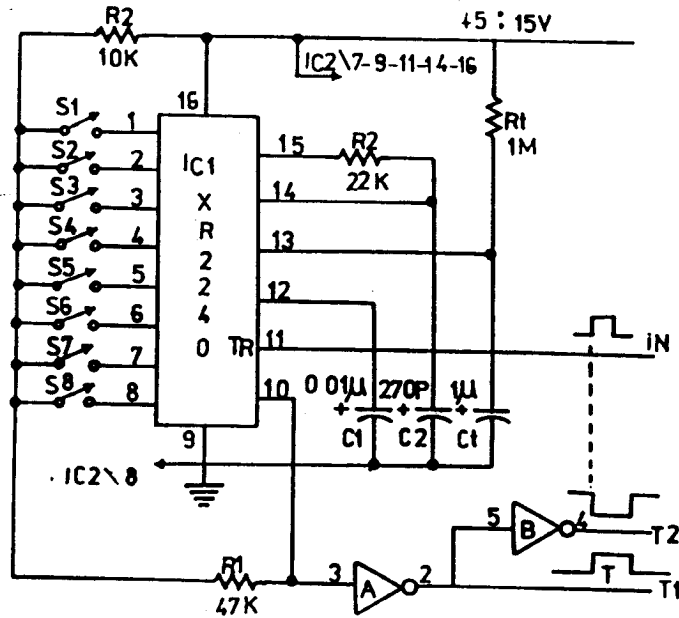 R2
10K
+5 : 15V
IC2\7-9-11-14-16
16
Rt
1M
S1
1
S2
2
S3
3
S4
4
S5
5
S6
6
S7
7
S8
8
IC1
X
R
2
2
4
0
TR
15
R2
22K
14
13
12
11
iN
10
0 01µ
270P
1µ
+
+
+
C1
C2
Ct
9
IC2\8
5
B
4
T2
R1
47K
3
A
2
T
T1